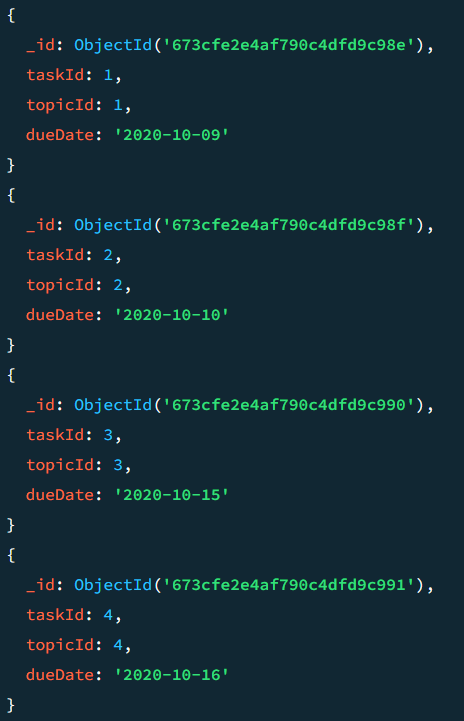 {
_id: ObjectId('673cfe2e4af790c4dfd9c98e'),
taskId: 1,
topicId: 1,
dueDate: '2020-10-09'
}
{
_id: ObjectId('673cfe2e4af790c4dfd9c98f'),
taskId: 2,
topicId: 2,
dueDate: '2020-10-10'
}
{
_id: ObjectId('673cfe2e4af790c4dfd9c990'),
taskId: 3,
topicId: 3,
dueDate: '2020-10-15'
}
{
_id: ObjectId('673cfe2e4af790c4dfd9c991'),
taskId: 4,
topicId: 4,
dueDate: '2020-10-16'
}